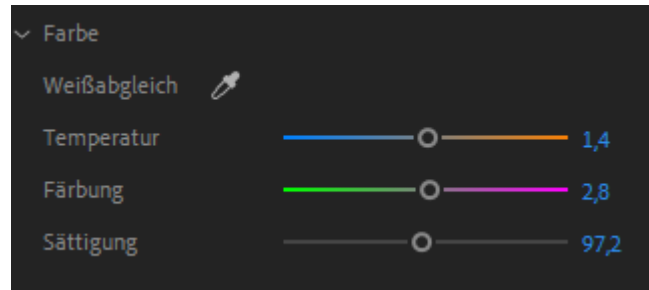 Farbe
Weißabgleich
Temperatur 1,4
Färbung 2,8
Sättigung 97,2